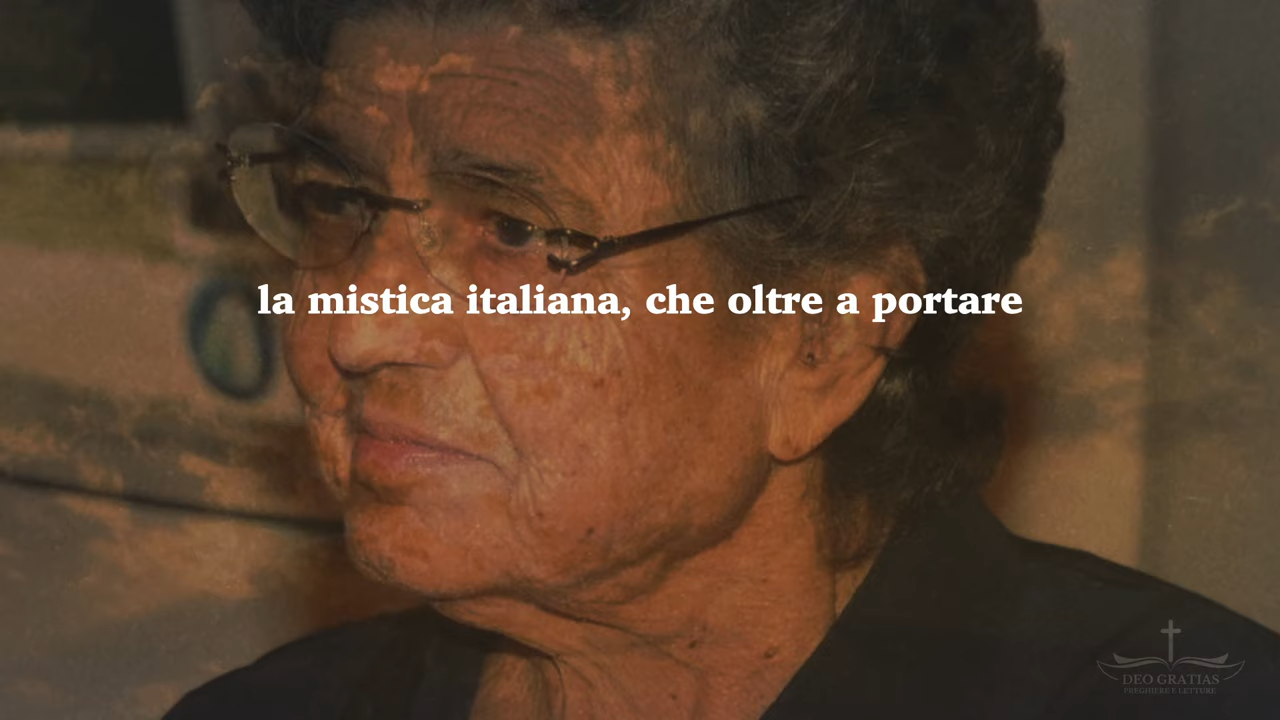 la mistica italiana, che oltre a portare
DEO GRATIAS
PREGHIERE E LETTURE